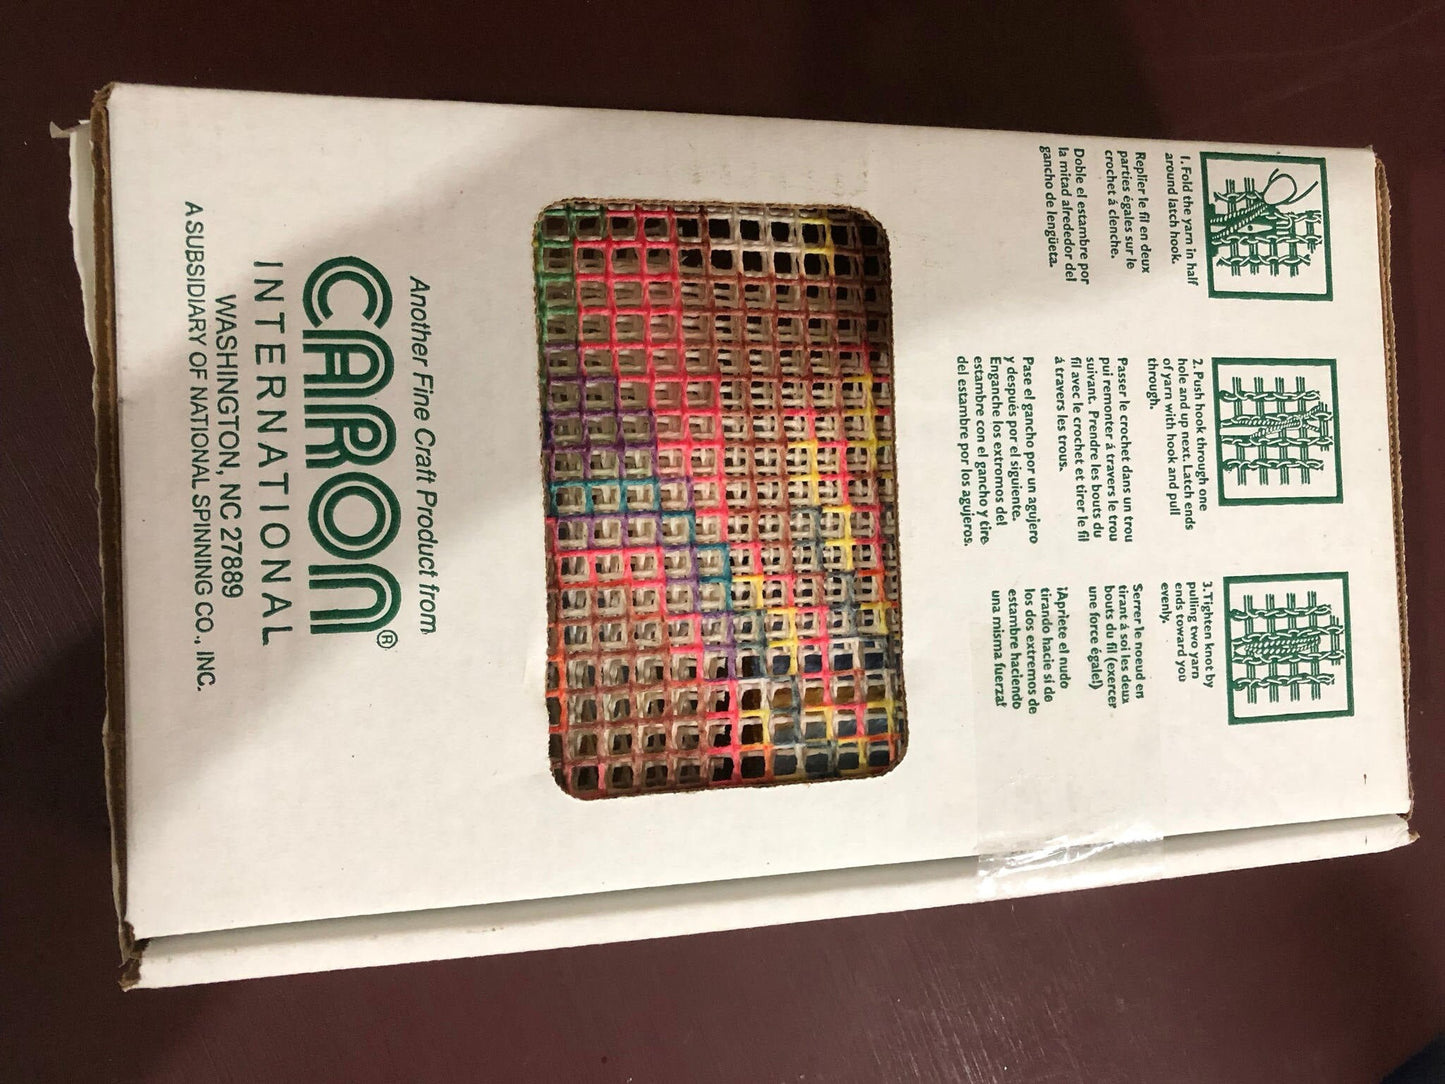 1. Fold the yarn in half
around latch hook.
Replier le fil en deux
parties égales sur le
crochet à clenche.
Doble el estambre por
la mitad alrededor del
gancho de lengüeta.
2. Push hook through one
hole and up next. Latch ends
of yarn with hook and pull
through.
Passer le crochet dans un trou
pui remonter à travers le trou
suivant. Prendre les bouts du
fil avec le crochet et tirer le fil
à travers les trous.
Pase el gancho por un agujero
y después por el siguiente.
Enganche los extromos del
estambre con el gancho y tire
del estambre por los agujeros.
3. Tighten knot by
pulling two yarn
ends toward you
evenly.
Serrer le noeud en
tirant à soi les deux
bouts du fil (exercer
une force égale!)
¡Apriete el nudo
tirando hacie sí de
los dos extremos de
estambre haciendo
una misma fuerza!
Another Fine Craft Product from
CARON®
INTERNATIONAL
WASHINGTON, NC 27889
A SUBSIDIARY OF NATIONAL SPINNING CO., INC.